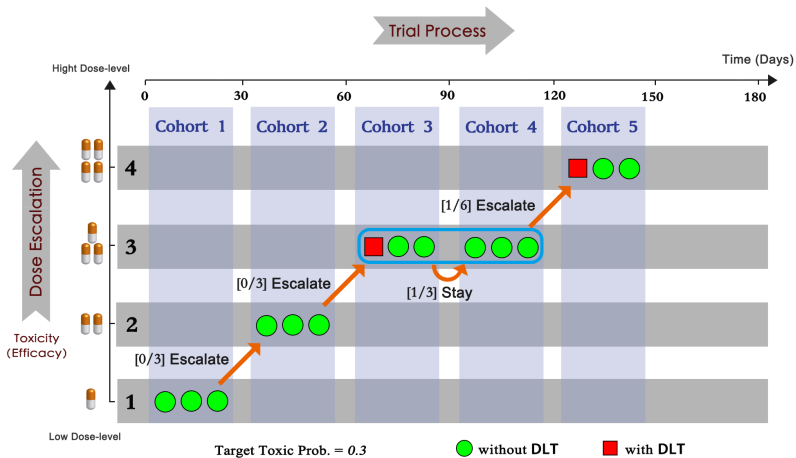 Trial Process
Time (Days)
Hight Dose-level
0 30 60 90 120 150 180
Cohort 1 Cohort 2 Cohort 3 Cohort 4 Cohort 5
Dose Escalation
4
[1/6] Escalate
3
[0/3] Escalate
[1/3] Stay
2
Toxicity
(Efficacy)
[0/3] Escalate
1
Low Dose-level
Target Toxic Prob. = 0.3
without DLT
with DLT